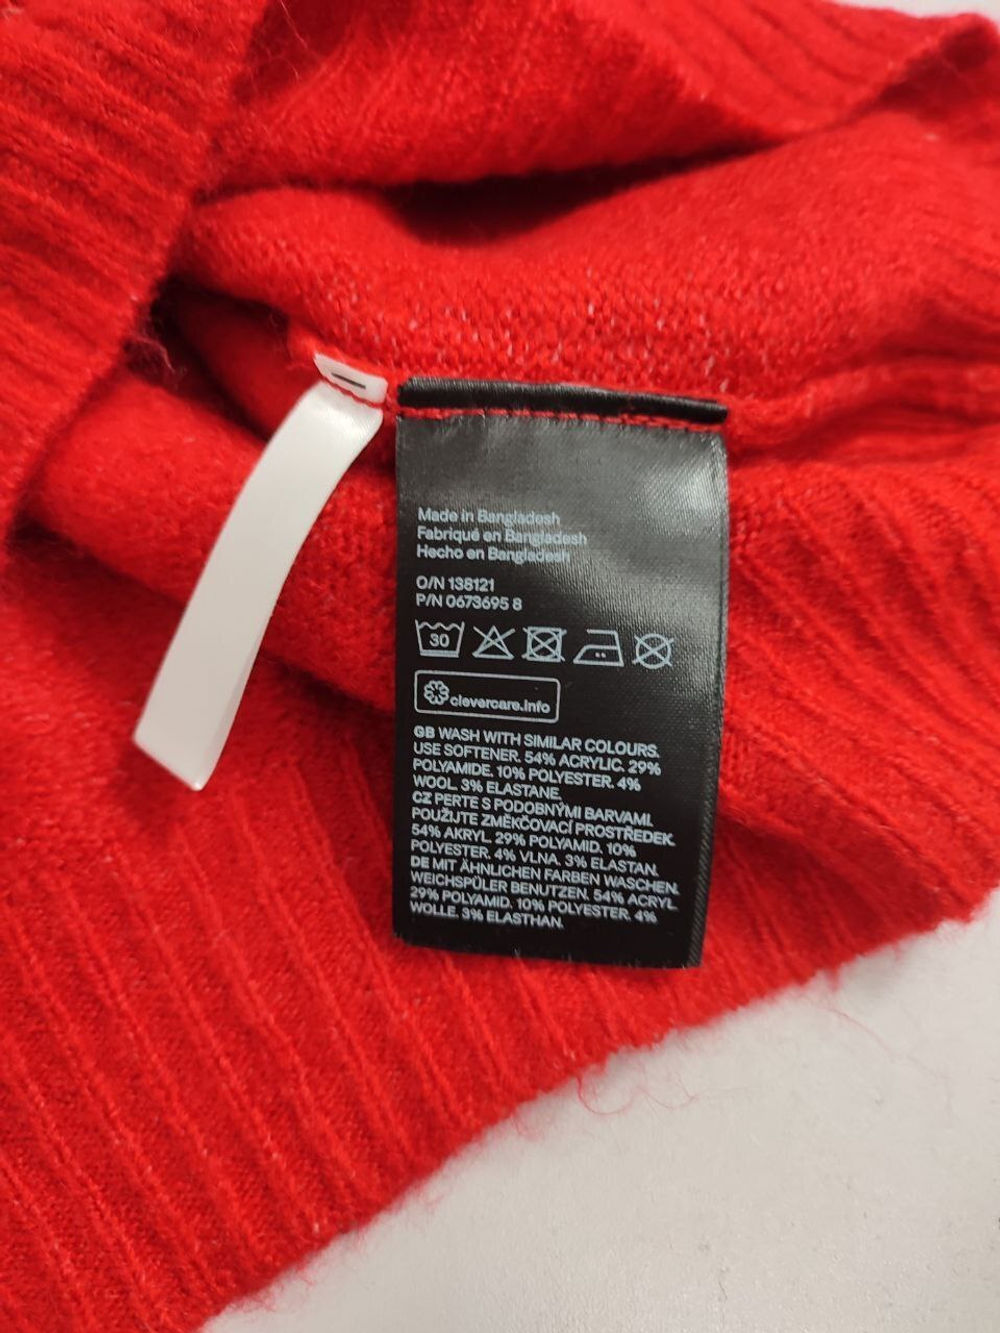 Made in Bangladesh
Fabriqué en Bangladesh
Hecho en Bangladesh
O/N 138121
P/N 0673695 8
30
clevercare.info
GB WASH WITH SIMILAR COLOURS.
USE SOFTENER. 54% ACRYLIC. 29%
POLYAMIDE. 10% POLYESTER. 4%
WOOL. 3% ELASTANE.
CZ PERTE S PODOBNÝMI BARVAMI.
POUŽIJTE ZMĚKČOVACÍ PROSTŘEDEK.
54% AKRYL. 29% POLYAMID. 10%
POLYESTER. 4% VLNA. 3% ELASTAN.
DE MIT ÄHNLICHEN FARBEN WASCHEN.
WEICHSPÜLER BENUTZEN. 54% ACRYL.
29% POLYAMID. 10% POLYESTER. 4%
WOLLE. 3% ELASTHAN.